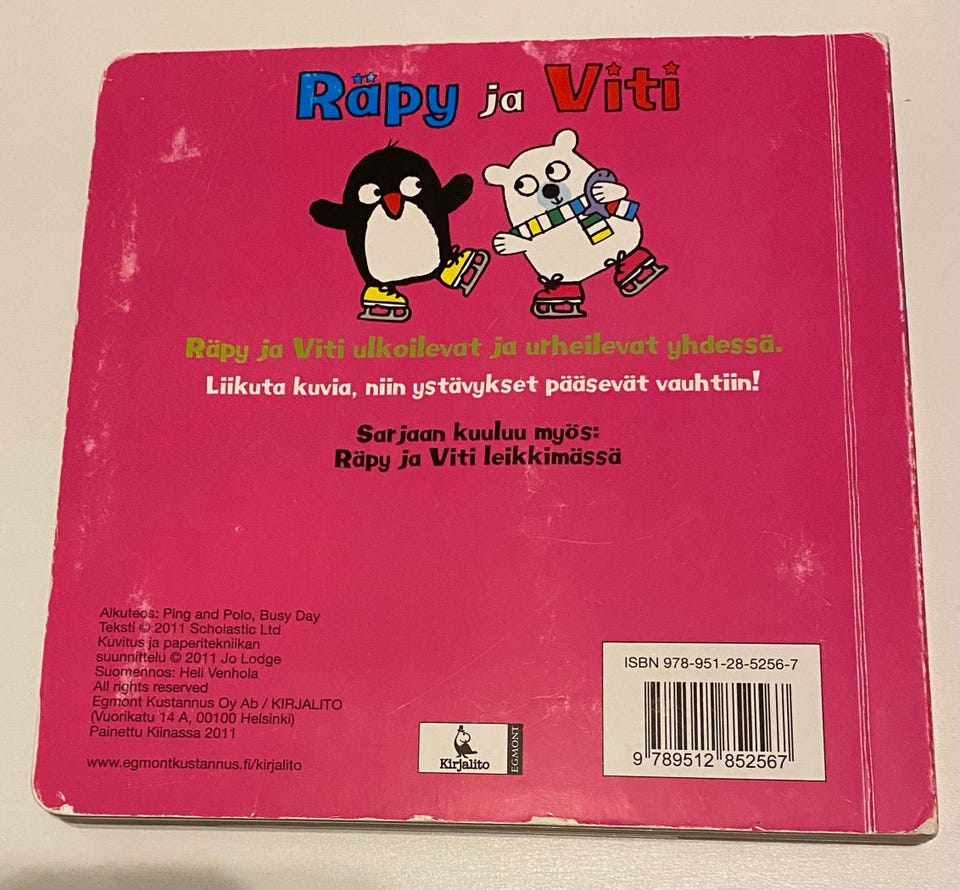 Räpy ja Viti
Räpy ja Viti ulkoilevat ja urheilevat yhdessä.
Liikuta kuvia, niin ystävykset pääsevät vauhtiin!
Sarjaan kuuluu myös:
Räpy ja Viti leikkimässä
Alkuteos: Ping and Polo, Busy Day
Teksti © 2011 Scholastic Ltd
Kuvitus ja paperitekniikan
suunnittelu © 2011 Jo Lodge
Suomennos: Heli Venhola
All rights reserved
Egmont Kustannus Oy Ab / KIRJALITO
(Vuorikatu 14 A, 00100 Helsinki)
Painettu Kiinassa 2011
www.egmontkustannus.fi/kirjalito
Kirjalito
EGMONT
ISBN 978-951-28-5256-7
9 789512 852567